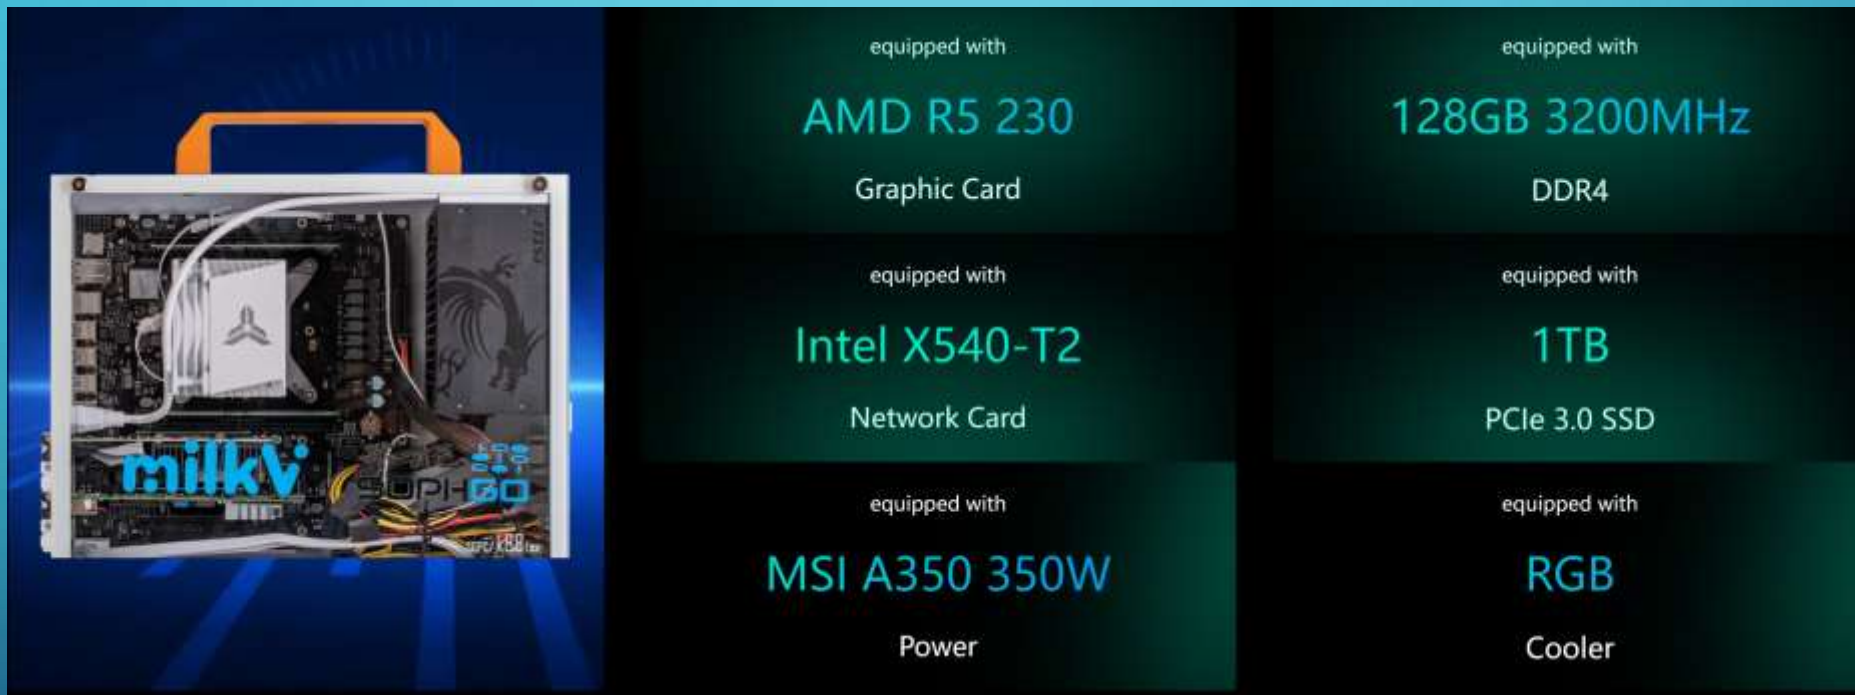 equipped with
AMD R5 230
Graphic Card
equipped with
128GB 3200MHz
DDR4
equipped with
Intel X540-T2
Network Card
equipped with
1TB
PCIe 3.0 SSD
equipped with
MSI A350 350W
Power
equipped with
RGB
Cooler
milkv
SOPHGO